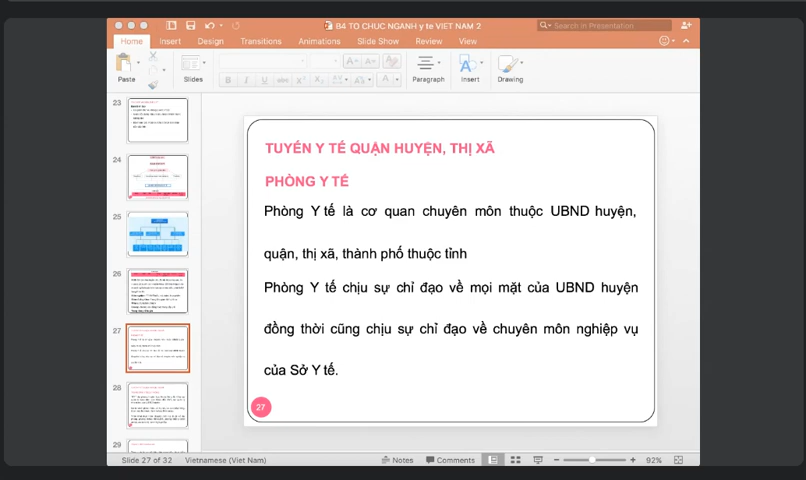 B4 TO CHUC NGANH y te VIET NAM 2
Search in Presentation
Home Insert Design Transitions Animations Slide Show Review View
Paste Slides Paragraph Insert Drawing
23
24
25
26
27
28
29
TUYẾN Y TẾ QUẬN HUYỆN, THỊ XÃ
PHÒNG Y TẾ
Phòng Y tế là cơ quan chuyên môn thuộc UBND huyện,
quận, thị xã, thành phố thuộc tỉnh
Phòng Y tế chịu sự chỉ đạo về mọi mặt của UBND huyện
đồng thời cũng chịu sự chỉ đạo về chuyên môn nghiệp vụ
của Sở Y tế.
27
Slide 27 of 32 Vietnamese (Viet Nam) Notes Comments 92%